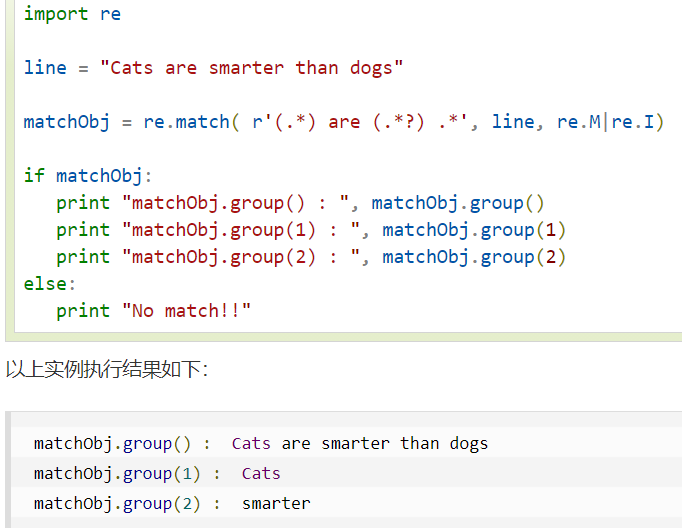 import re
line = "Cats are smarter than dogs"
matchObj = re.match( r'(.*) are (.*?) .*', line, re.M|re.I)
if matchObj:
   print "matchObj.group() : ", matchObj.group()
   print "matchObj.group(1) : ", matchObj.group(1)
   print "matchObj.group(2) : ", matchObj.group(2)
else:
   print "No match!!"
以上实例执行结果如下：
matchObj.group() :  Cats are smarter than dogs
matchObj.group(1) :  Cats
matchObj.group(2) :  smarter